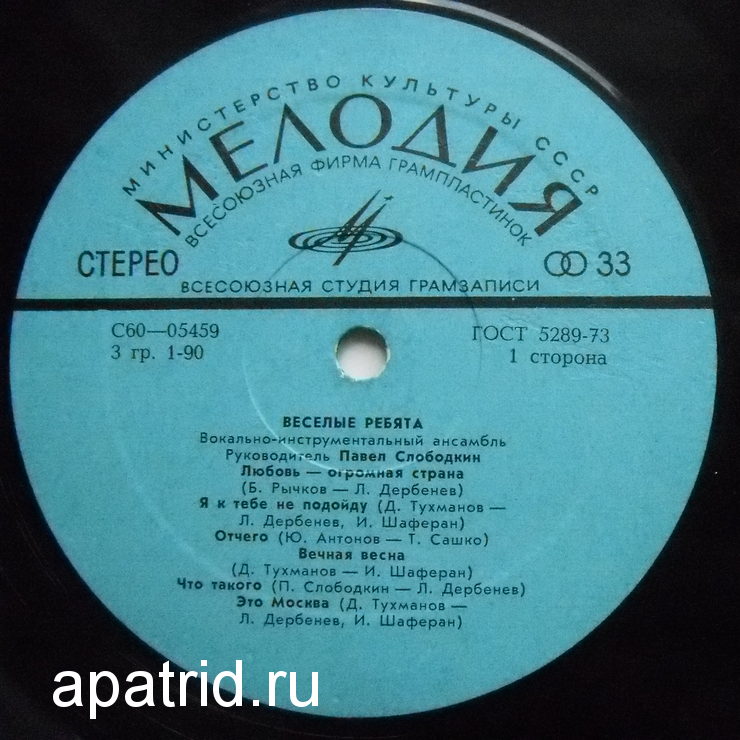 МИНИСТЕРСТВО КУЛЬТУРЫ СССР
МЕЛОДИЯ
ВСЕСОЮЗНАЯ ФИРМА ГРАМПЛАСТИНОК
СТЕРЕО
33
ВСЕСОЮЗНАЯ СТУДИЯ ГРАМЗАПИСИ
С60—05459
3 гр. 1-90
ГОСТ 5289-73
1 сторона
ВЕСЕЛЫЕ РЕБЯТА
Вокально-инструментальный ансамбль
Руководитель Павел Слободкин
Любовь — огромная страна
(Б. Рычков — Л. Дербенев)
Я к тебе не подойду (Д. Тухманов —
Л. Дербенев, И. Шаферан)
Отчего (Ю. Антонов — Т. Сашко)
Вечная весна
(Д. Тухманов — И. Шаферан)
Что такого (П. Слободкин — Л. Дербенев)
Это Москва (Д. Тухманов —
Л. Дербенев, И. Шаферан)
apatrid.ru